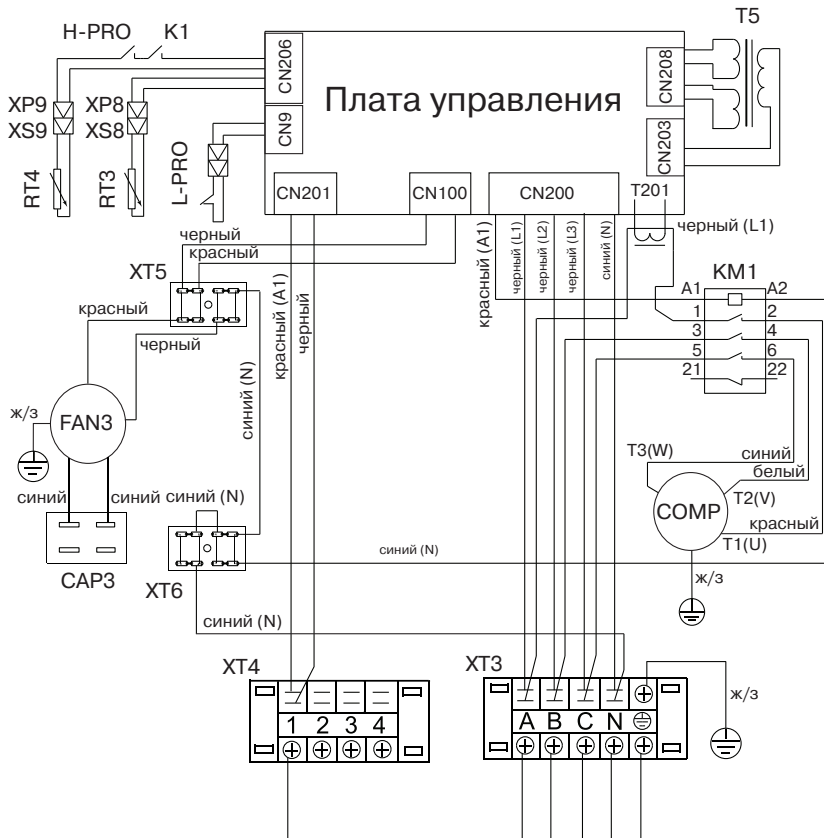 H-PRO K1
T5
CN206
CN208
XP9 XP8
XS9 XS8
Плата управления
CN9
CN203
RT4
RT3
L-PRO
CN201
CN100
CN200
T201
черный
красный
XT5
красный (A1)
черный
красный (A1)
черный (L1)
черный (L2)
черный (L3)
синий (N)
черный (L1)
KM1
A1 A2
1 2
3 4
5 6
21 22
красный
черный
синий (N)
ж/з
FAN3
синий
синий
синий (N)
CAP3
XT6
синий (N)
синий (N)
T3(W)
синий
белый
COMP
T2(V)
красный
T1(U)
ж/з
XT4
1 2 3 4
XT3
A B C N
ж/з